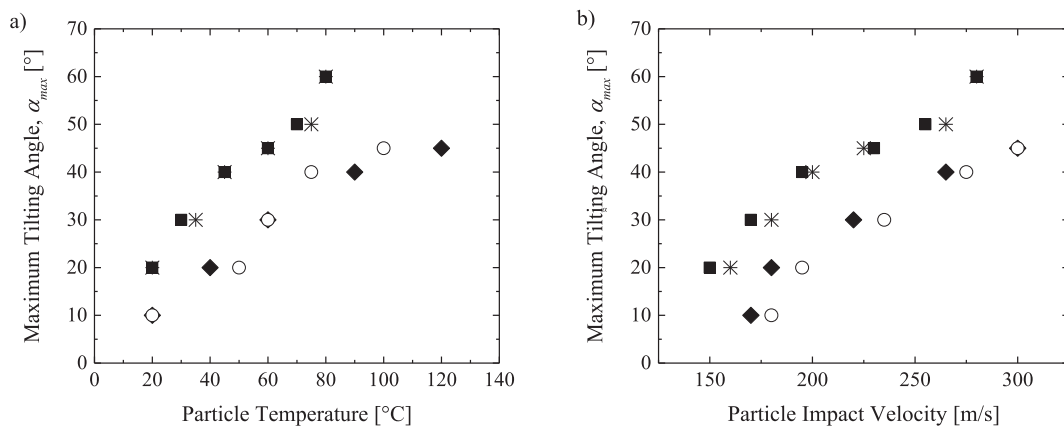 a)
Maximum Tilting Angle, α_max [°]
70
60
50
40
30
20
10
0
0 20 40 60 80 100 120 140
Particle Temperature [°C]
b)
Maximum Tilting Angle, α_max [°]
70
60
50
40
30
20
10
0
150 200 250 300
Particle Impact Velocity [m/s]